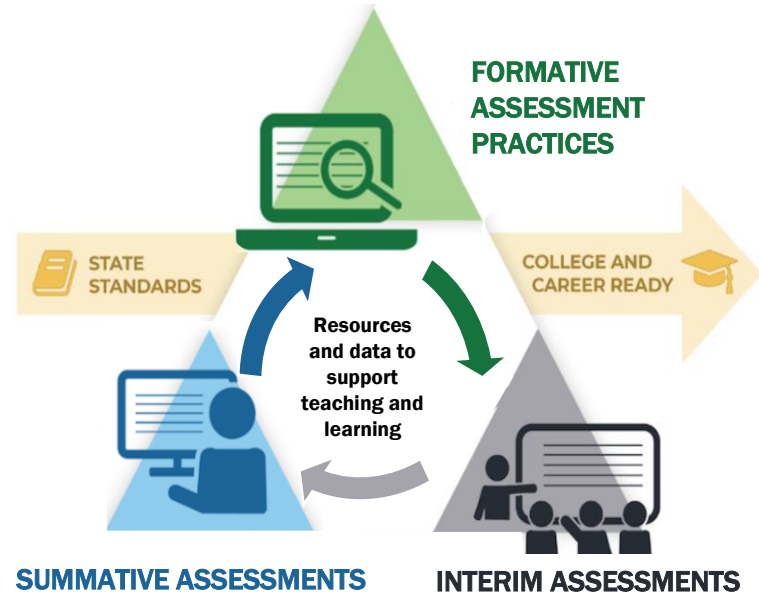 FORMATIVE
ASSESSMENT
PRACTICES
STATE
STANDARDS
COLLEGE AND
CAREER READY
Resources
and data to
support
teaching and
learning
SUMMATIVE ASSESSMENTS
INTERIM ASSESSMENTS